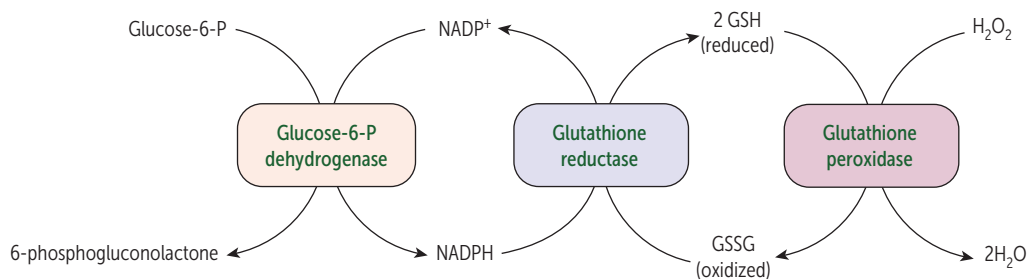 Glucose-6-P
NADP⁺
2 GSH
(reduced)
H₂O₂
Glucose-6-P
dehydrogenase
Glutathione
reductase
Glutathione
peroxidase
6-phosphogluconolactone
NADPH
GSSG
(oxidized)
2H₂O